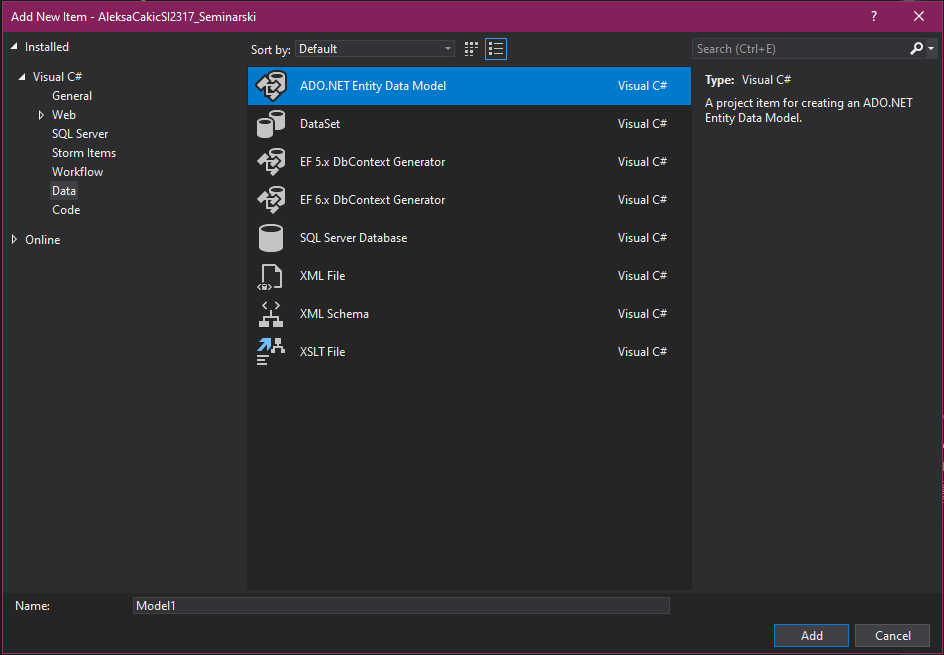 Add New Item - AleksaCakicSI2317_Seminarski
?
Installed
Visual C#
General
Web
SQL Server
Storm Items
Workflow
Data
Code
Online
Sort by: Default
ADO.NET Entity Data Model Visual C#
DataSet Visual C#
EF 5.x DbContext Generator Visual C#
EF 6.x DbContext Generator Visual C#
SQL Server Database Visual C#
XML File Visual C#
XML Schema Visual C#
XSLT File Visual C#
Search (Ctrl+E)
Type: Visual C#
A project item for creating an ADO.NET
Entity Data Model.
Name: Model1
Add Cancel